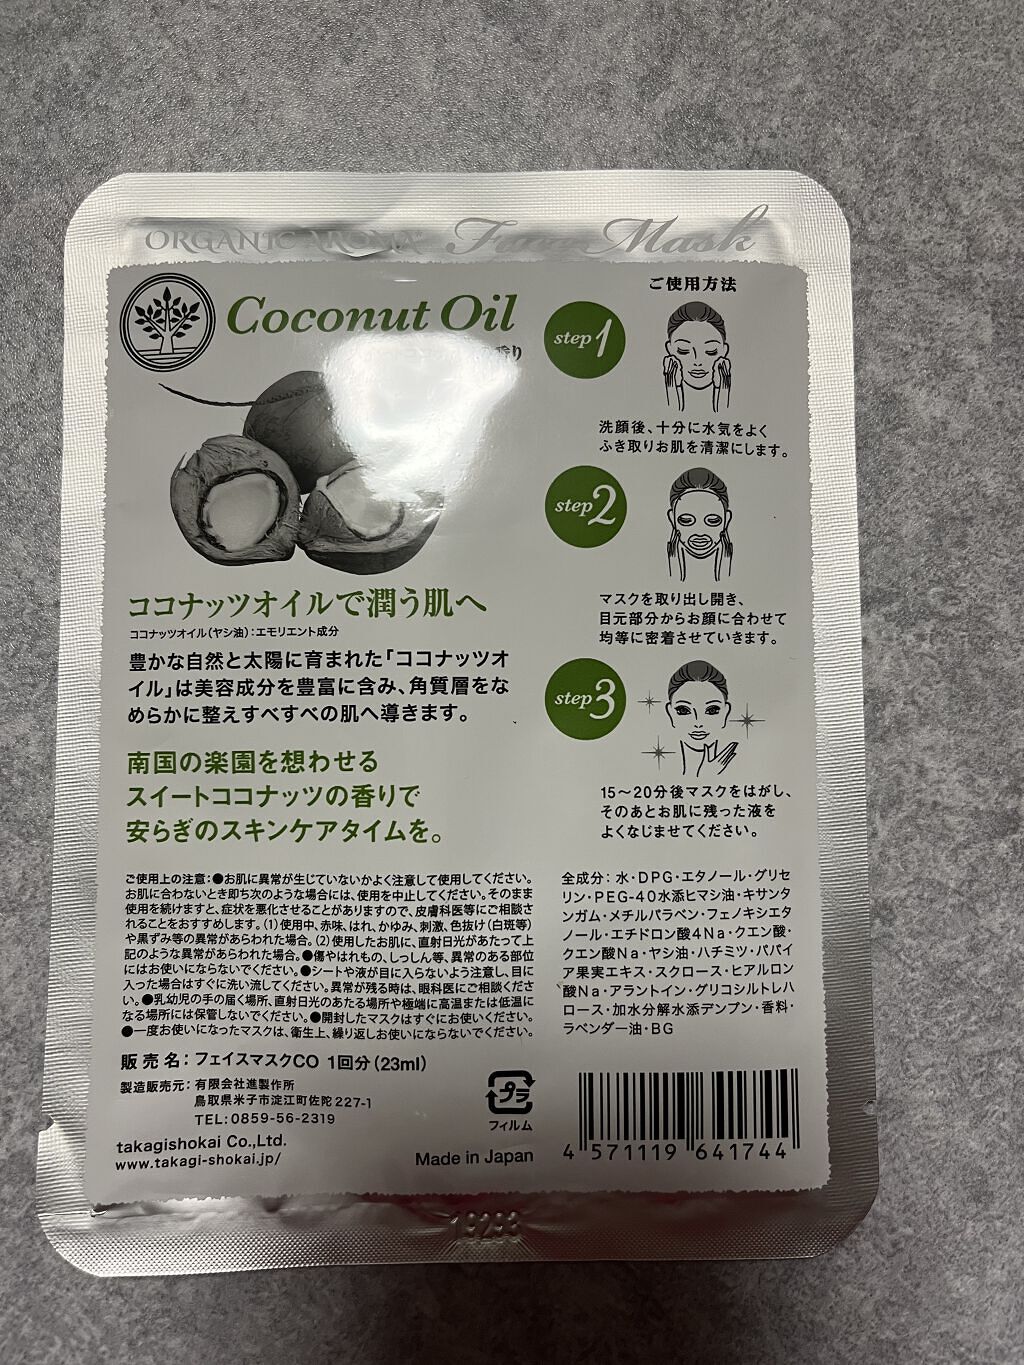 ORGANIC AROMA Face Mask
Coconut Oil
香り
ココナッツオイルで潤う肌へ
ココナッツオイル(ヤシ油):エモリエント成分
豊かな自然と太陽に育まれた「ココナッツオ
イル」は美容成分を豊富に含み、角質層をな
めらかに整えすべすべの肌へ導きます。
南国の楽園を想わせる
スイートココナッツの香りで
安らぎのスキンケアタイムを。
ご使用方法
step1
洗顔後、十分に水気をよく
ふき取りお肌を清潔にします。
step2
マスクを取り出し開き、
目元部分からお顔に合わせて
均等に密着させていきます。
step3
15〜20分後マスクをはがし、
そのあとお肌に残った液を
よくなじませてください。
ご使用上の注意:●お肌に異常が生じていないかよく注意して使用してください。
お肌に合わないとき即ち次のような場合には、使用を中止してください。そのまま
使用を続けますと、症状を悪化させることがありますので、皮膚科医等にご相談さ
れることをおすすめします。(1)使用中、赤味、はれ、かゆみ、刺激、色抜け(白斑等)
や黒ずみ等の異常があらわれた場合。(2)使用したお肌に、直射日光があたって上
記のような異常があらわれた場合。●傷やはれもの、しっしん等、異常のある部位
にはお使いにならないでください。●シートや液が目に入らないよう注意し、目に
入った場合はすぐに洗い流してください。異常が残る時は、眼科医にご相談くださ
い。●乳幼児の手の届く場所、直射日光のあたる場所や極端に高温または低温に
なる場所には保管しないでください。●開封したマスクはすぐにお使いください。
●一度お使いになったマスクは、衛生上、繰り返しお使いにならないでください。
全成分:水・DPG・エタノール・グリセ
リン・PEG-40水添ヒマシ油・キサンタ
ンガム・メチルパラベン・フェノキシエタ
ノール・エチドロン酸4Na・クエン酸・
クエン酸Na・ヤシ油・ハチミツ・パパイ
ア果実エキス・スクロース・ヒアルロン
酸Na・アラントイン・グリコシルトレハ
ロース・加水分解水添デンプン・香料・
ラベンダー油・BG
販売名:フェイスマスクCO 1回分(23ml)
製造販売元:有限会社進製作所
鳥取県米子市淀江町佐陀227-1
TEL:0859-56-2319
takagishokai Co.,Ltd.
www.takagi-shokai.jp/
プラ
フィルム
Made in Japan
4 571119 641744
19293